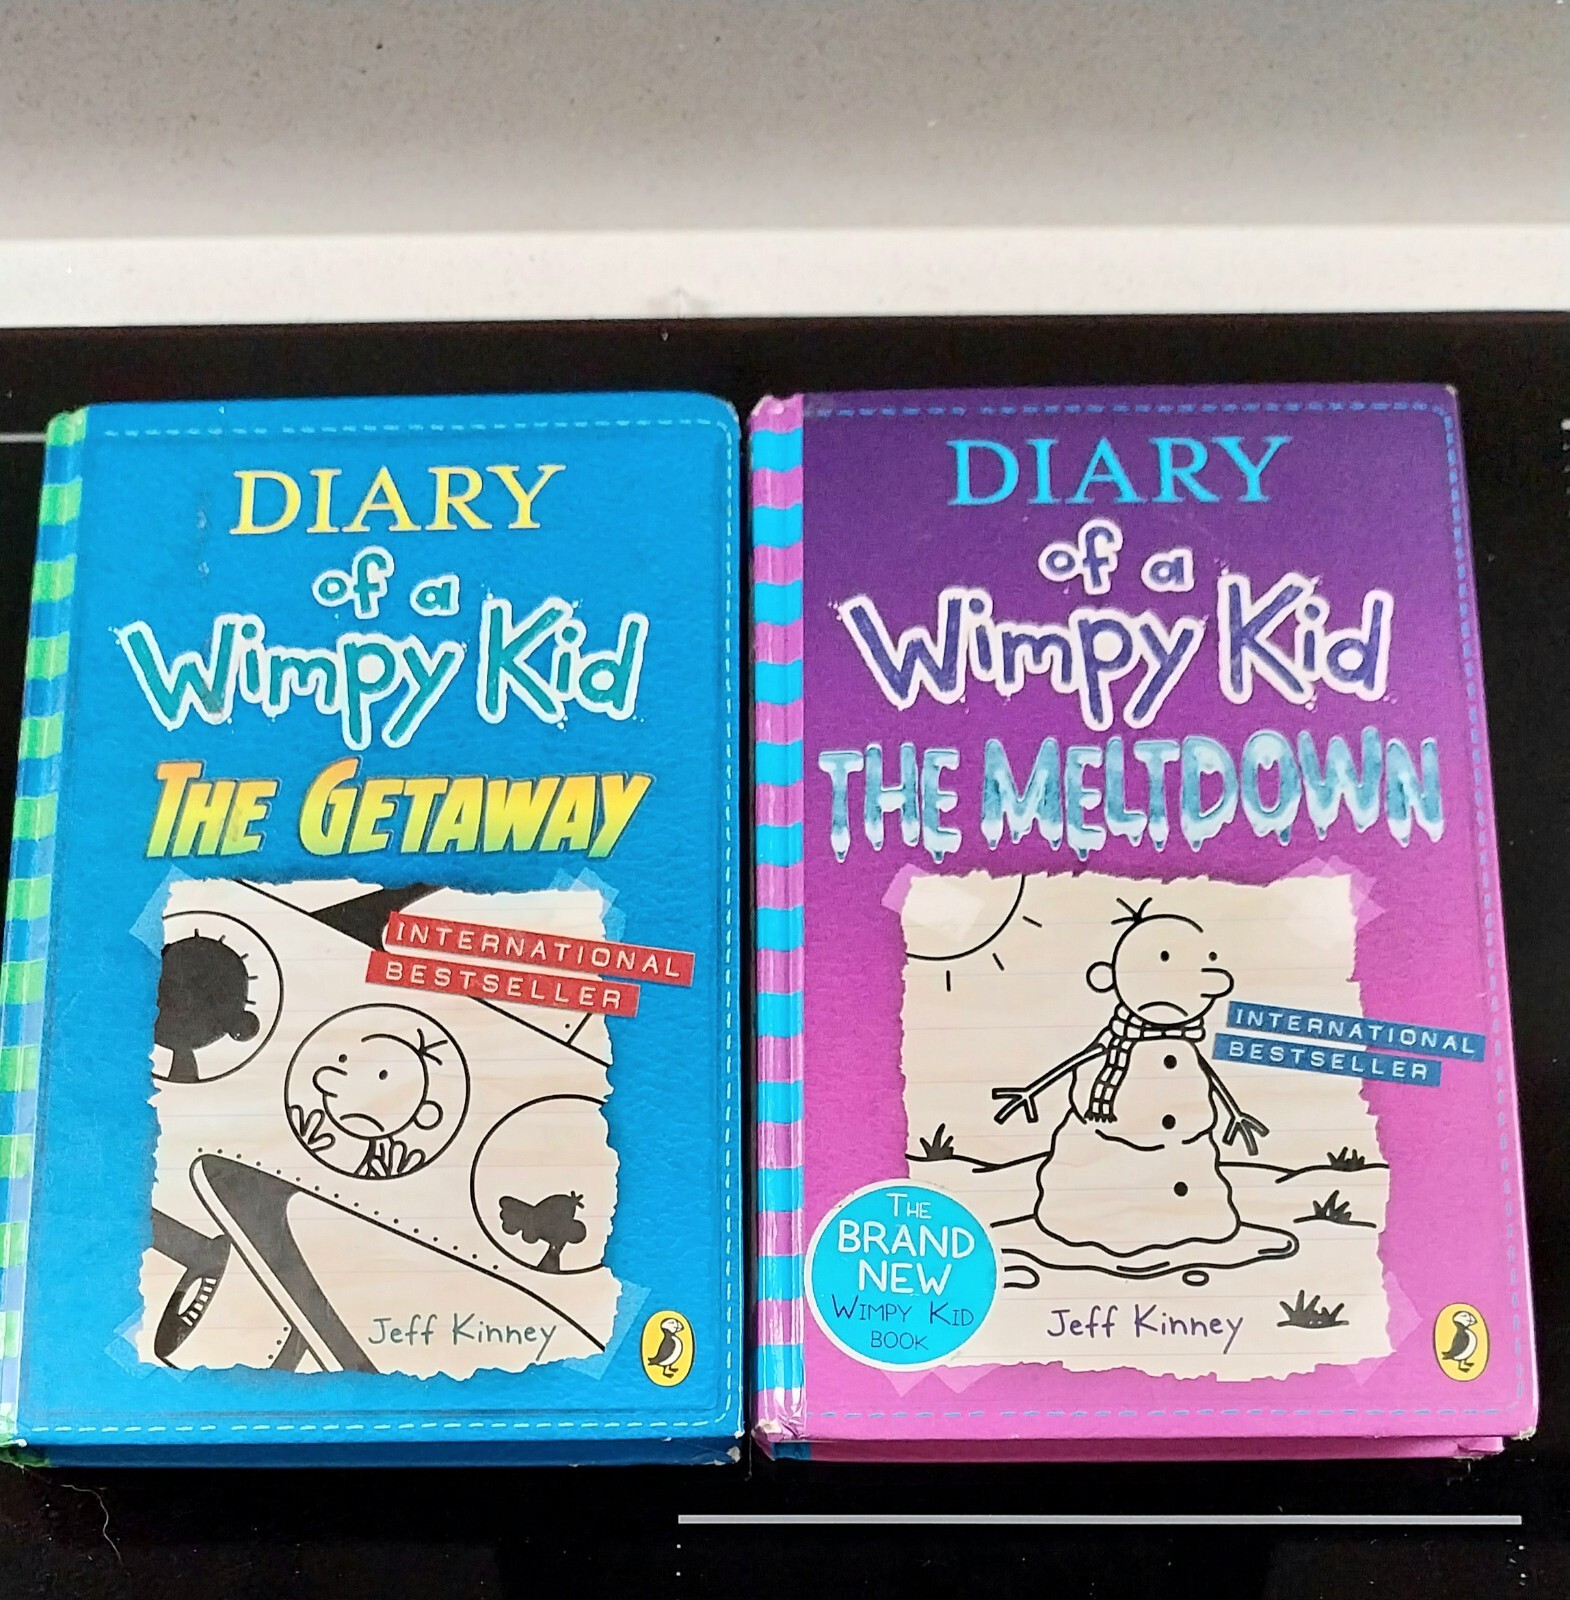 DIARY
of a
Wimpy Kid
THE GETAWAY
INTERNATIONAL
BESTSELLER
Jeff Kinney
DIARY
of a
Wimpy Kid
THE MELTDOWN
INTERNATIONAL
BESTSELLER
THE
BRAND
NEW
WIMPY KID
BOOK
Jeff Kinney